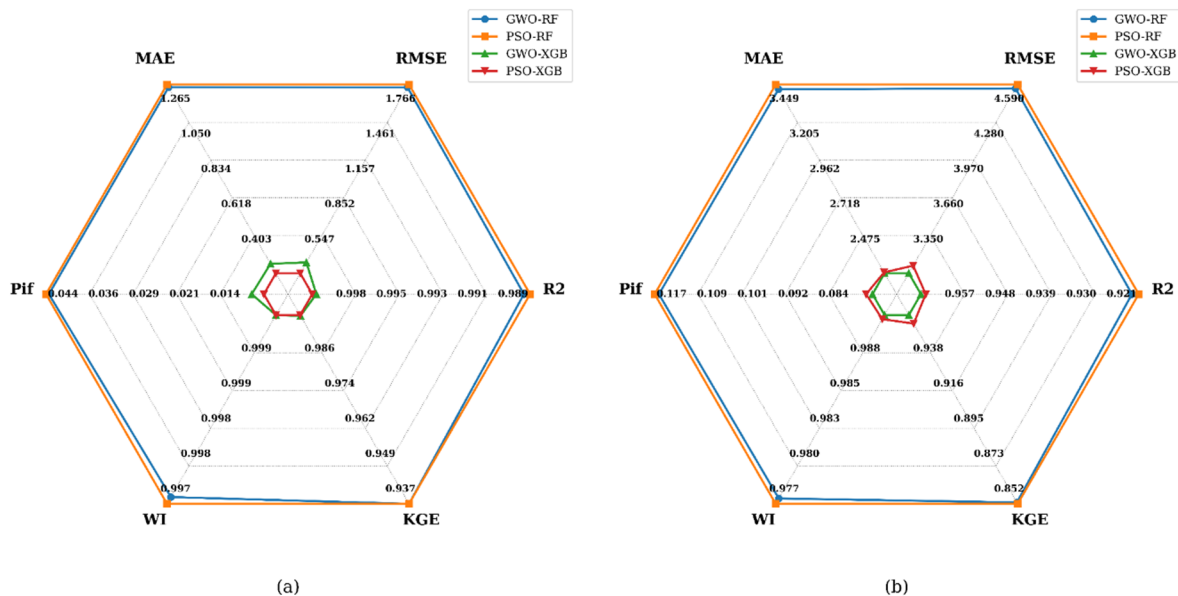 GWO-RF
PSO-RF
GWO-XGB
PSO-XGB
MAE
RMSE
1.265
1.766
1.050
1.461
0.834
1.157
0.618
0.852
0.403
0.547
Pif
0.044
0.036
0.029
0.021
0.014
0.998
0.995
0.993
0.991
0.989
R2
0.999
0.986
0.999
0.974
0.998
0.962
0.998
0.949
0.997
0.937
WI
KGE
(a)
GWO-RF
PSO-RF
GWO-XGB
PSO-XGB
MAE
RMSE
3.449
4.590
3.205
4.280
2.962
3.970
2.718
3.660
2.475
3.350
Pif
0.117
0.109
0.101
0.092
0.084
0.957
0.948
0.939
0.930
0.921
R2
0.988
0.938
0.985
0.916
0.983
0.895
0.980
0.873
0.977
0.852
WI
KGE
(b)